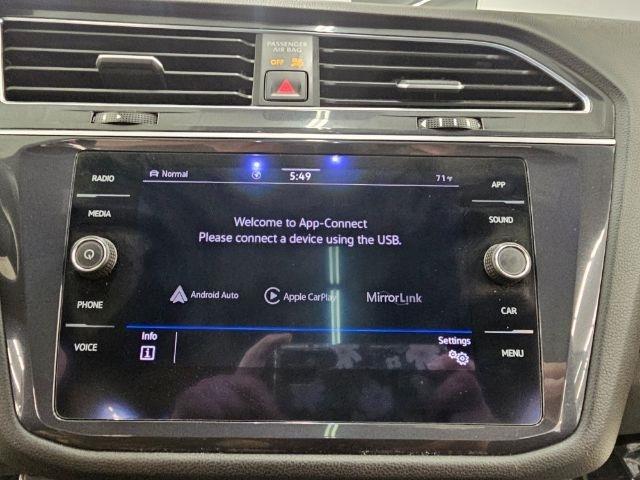 PASSENGER
AIR BAG
OFF
RADIO
MEDIA
PHONE
VOICE
Normal
5:49
71°F
Welcome to App-Connect
Please connect a device using the USB.
Android Auto
Apple CarPlay
MirrorLink
Info
Settings
APP
SOUND
CAR
MENU